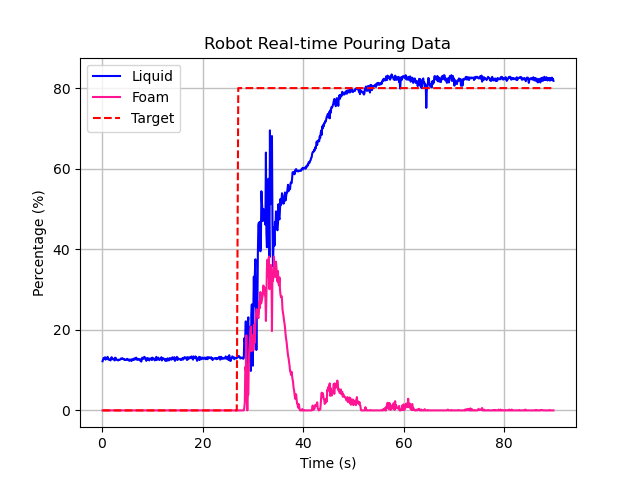 Robot Real-time Pouring Data
Liquid
Foam
Target
Percentage (%)
80
60
40
20
0
0 20 40 60 80
Time (s)